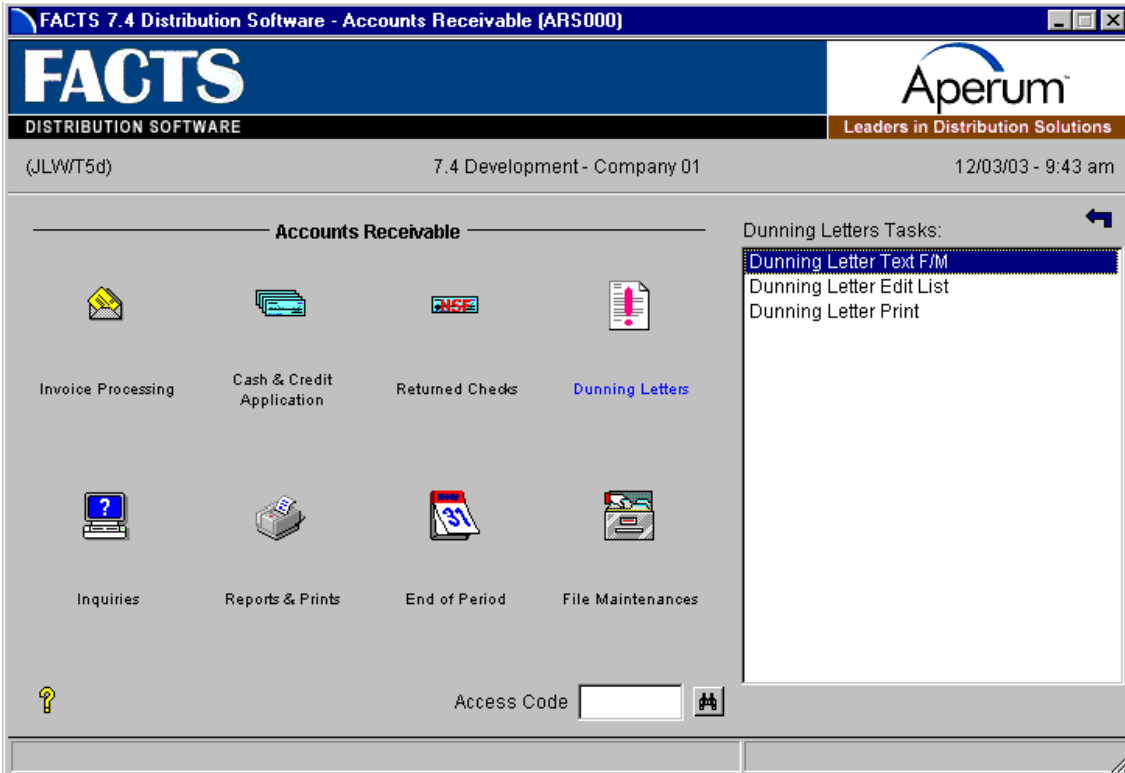 FACTS 7.4 Distribution Software - Accounts Receivable (ARS000)
FACTS
DISTRIBUTION SOFTWARE
Aperum™
Leaders in Distribution Solutions
(JLW/T5d)
7.4 Development - Company 01
12/03/03 - 9:43 am
Accounts Receivable
NSF
Invoice Processing
Cash & Credit
Application
Returned Checks
Dunning Letters
?
31
Inquiries
Reports & Prints
End of Period
File Maintenances
?
Access Code
Dunning Letters Tasks:
Dunning Letter Text F/M
Dunning Letter Edit List
Dunning Letter Print